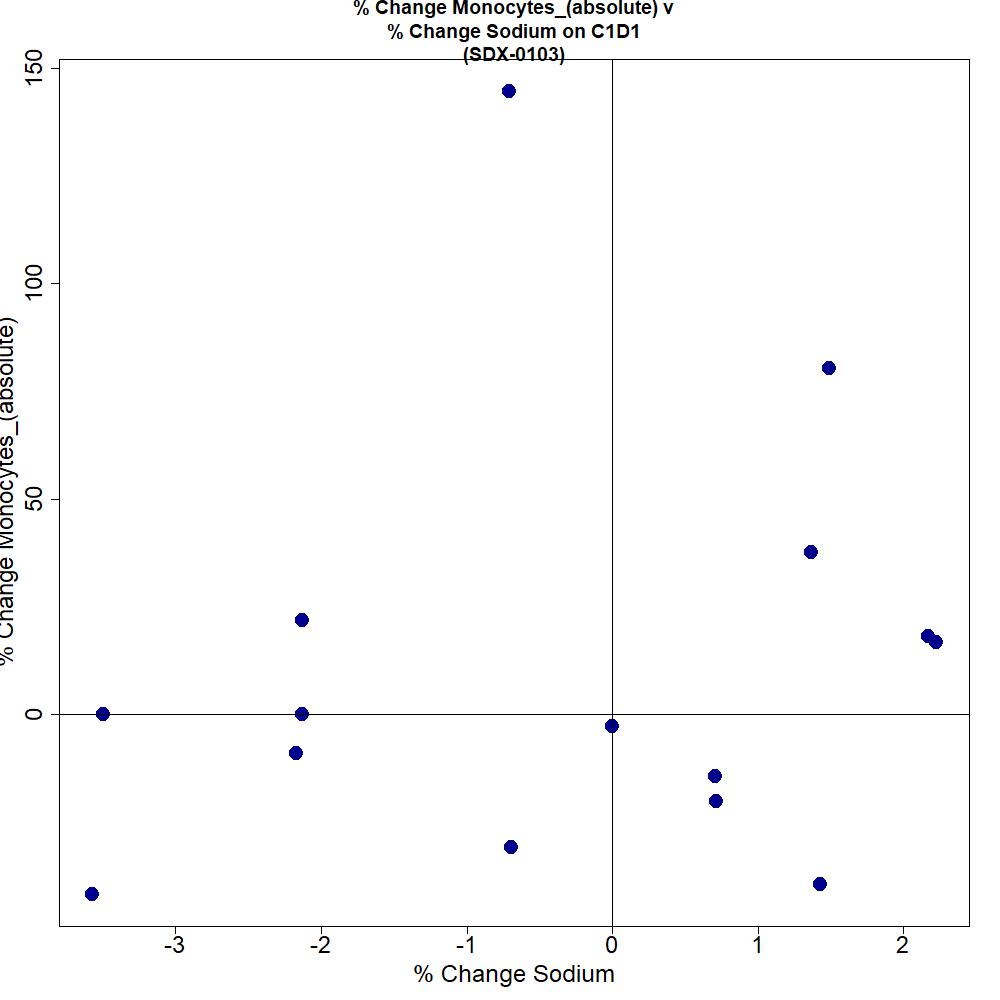 % Change Monocytes_(absolute) v
% Change Sodium on C1D1
(SDX-0103)
150
100
50
0
% Change Monocytes_(absolute)
-3
-2
-1
0
1
2
% Change Sodium